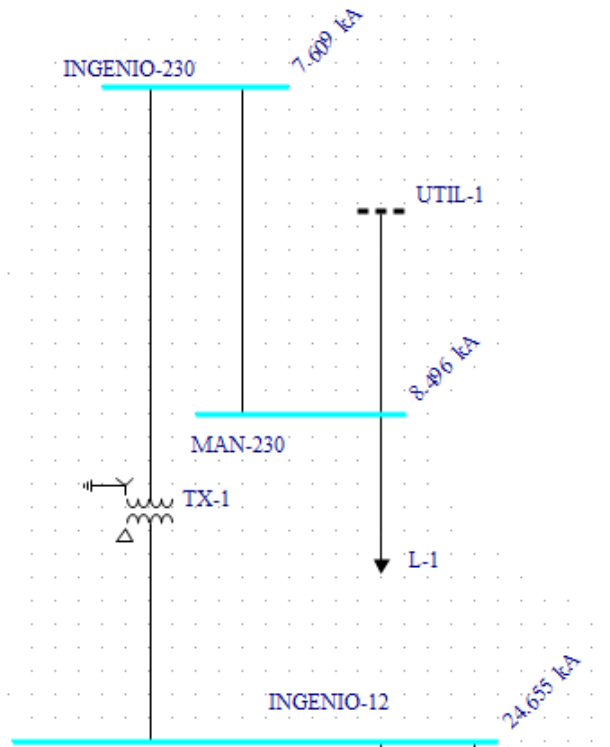 7.609 kA
INGENIO-230
UTIL-1
8.496 kA
MAN-230
TX-1
L-1
INGENIO-12
24.655 kA